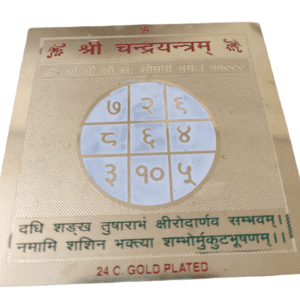 श्री चन्द्रयन्त्रम्
सः सोमाय नमः
७ २ ६
८ ६ ४
३ १० ५
दधि शङ्ख तुषाराभं क्षीरोदार्णव सम्भवम्।
नमामि शशिन भक्त्या शम्भोर्मुकुटभूषणम्।।
24 C. GOLD PLATED